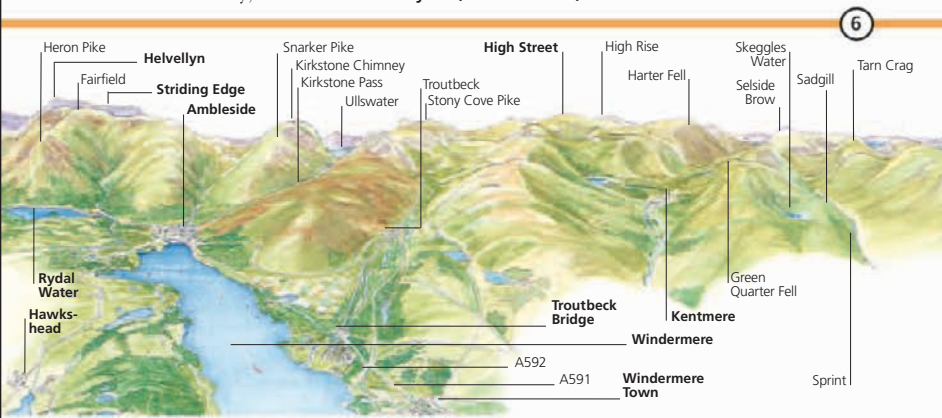 6
Heron Pike
Helvellyn
Fairfield
Striding Edge
Ambleside
Snarker Pike
Kirkstone Chimney
Kirkstone Pass
Ullswater
Troutbeck
Stony Cove Pike
High Street
High Rise
Harter Fell
Skeggles
Water
Selside
Brow
Sadgill
Tarn Crag
Rydal
Water
Hawks-
head
Troutbeck
Bridge
Kentmere
Green
Quarter Fell
Windermere
A592
A591
Windermere
Town
Sprint